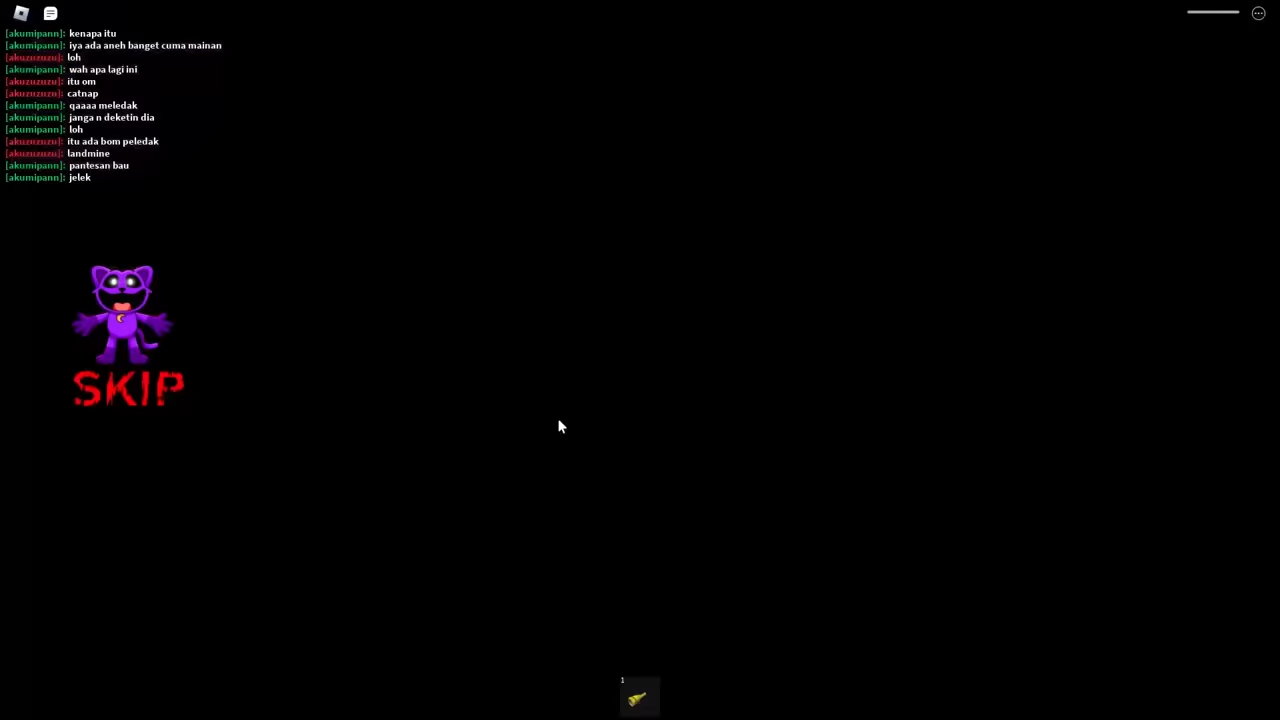 [akumipann]: kenapa itu
[akumipann]: iya ada aneh banget cuma mainan
[akuzuzuzu]: loh
[akumipann]: wah apa lagi ini
[akuzuzuzu]: itu om
[akuzuzuzu]: catnap
[akumipann]: qaaaa meledak
[akumipann]: janga n deketin dia
[akumipann]: loh
[akuzuzuzu]: itu ada bom peledak
[akuzuzuzu]: landmine
[akumipann]: pantesan bau
[akumipann]: jelek
SKIP
1